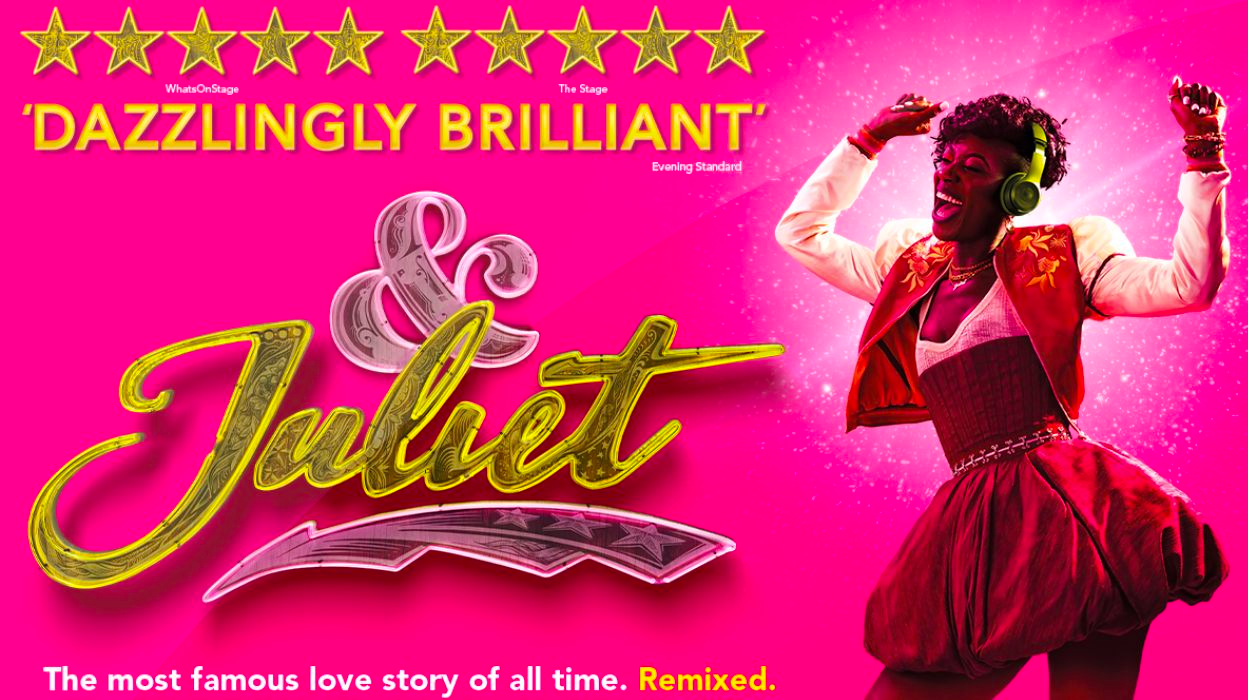 WhatsOnStage
The Stage
‘DAZZLINGLY BRILLIANT’
Evening Standard
&
Juliet
The most famous love story of all time. Remixed.